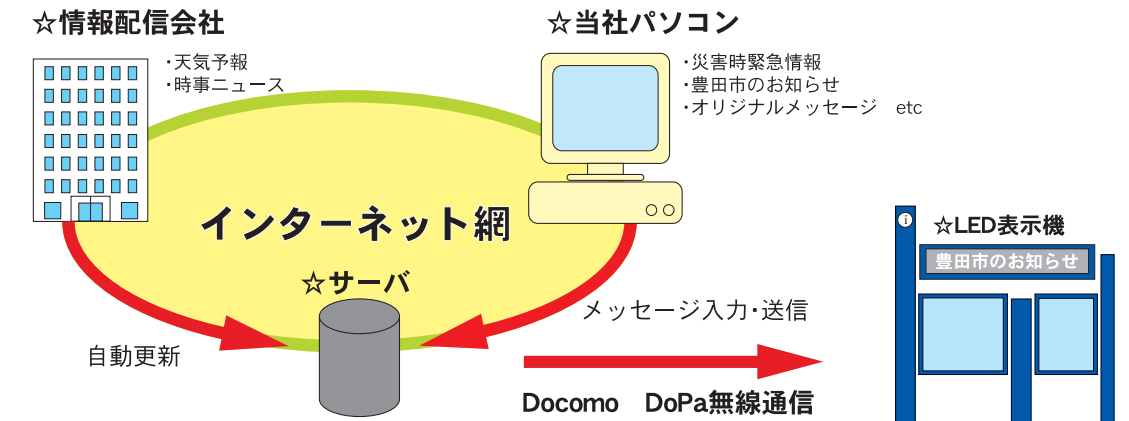 ☆情報配信会社
・天気予報
・時事ニュース
☆当社パソコン
・災害時緊急情報
・豊田市のお知らせ
・オリジナルメッセージ etc
インターネット網
☆サーバ
自動更新
メッセージ入力・送信
Docomo DoPa無線通信
i
☆LED表示機
豊田市のお知らせ